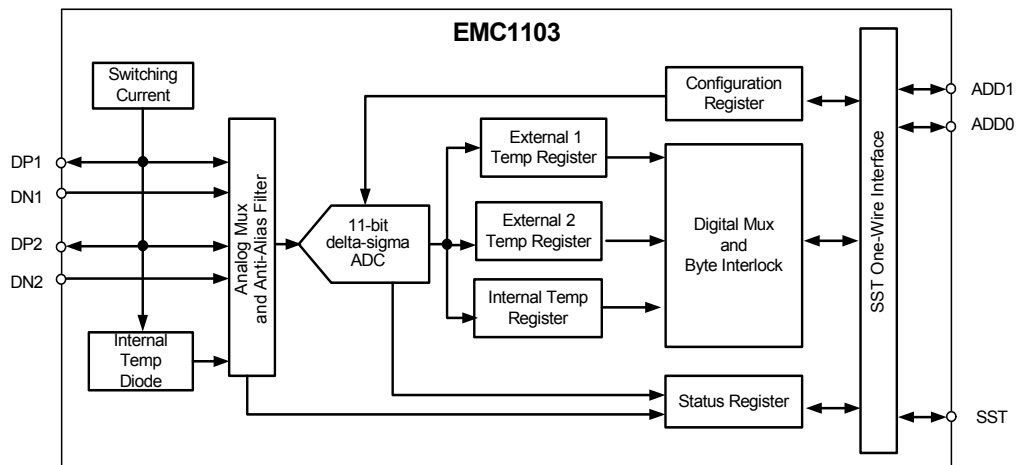 EMC1103
Switching
Current
Configuration
Register
ADD1
ADD0
External 1
Temp Register
DP1
DN1
DP2
DN2
Analog Mux
and Anti-Alias Filter
11-bit
delta-sigma
ADC
External 2
Temp Register
Digital Mux
and
Byte Interlock
SST One-Wire Interface
Internal Temp
Register
Internal
Temp
Diode
Status Register
SST